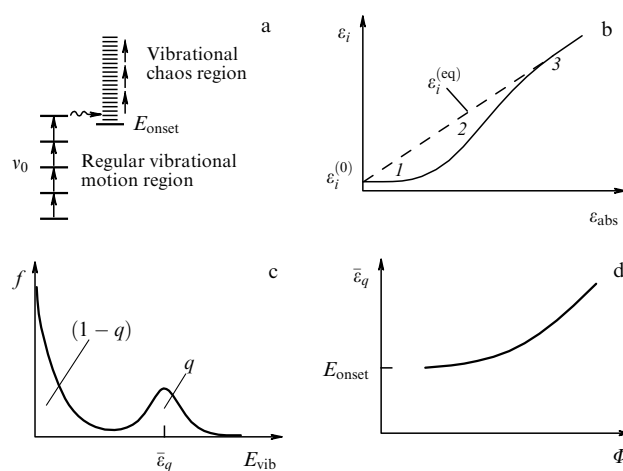 a
Vibrational
chaos region
E_onset
ν₀
Regular vibrational
motion region
b
ε_i
ε_i^(eq)
3
2
1
ε_i^(0)
ε_abs
c
f
(1 − q)
q
ε̄_q
E_vib
d
ε̄_q
E_onset
Φ